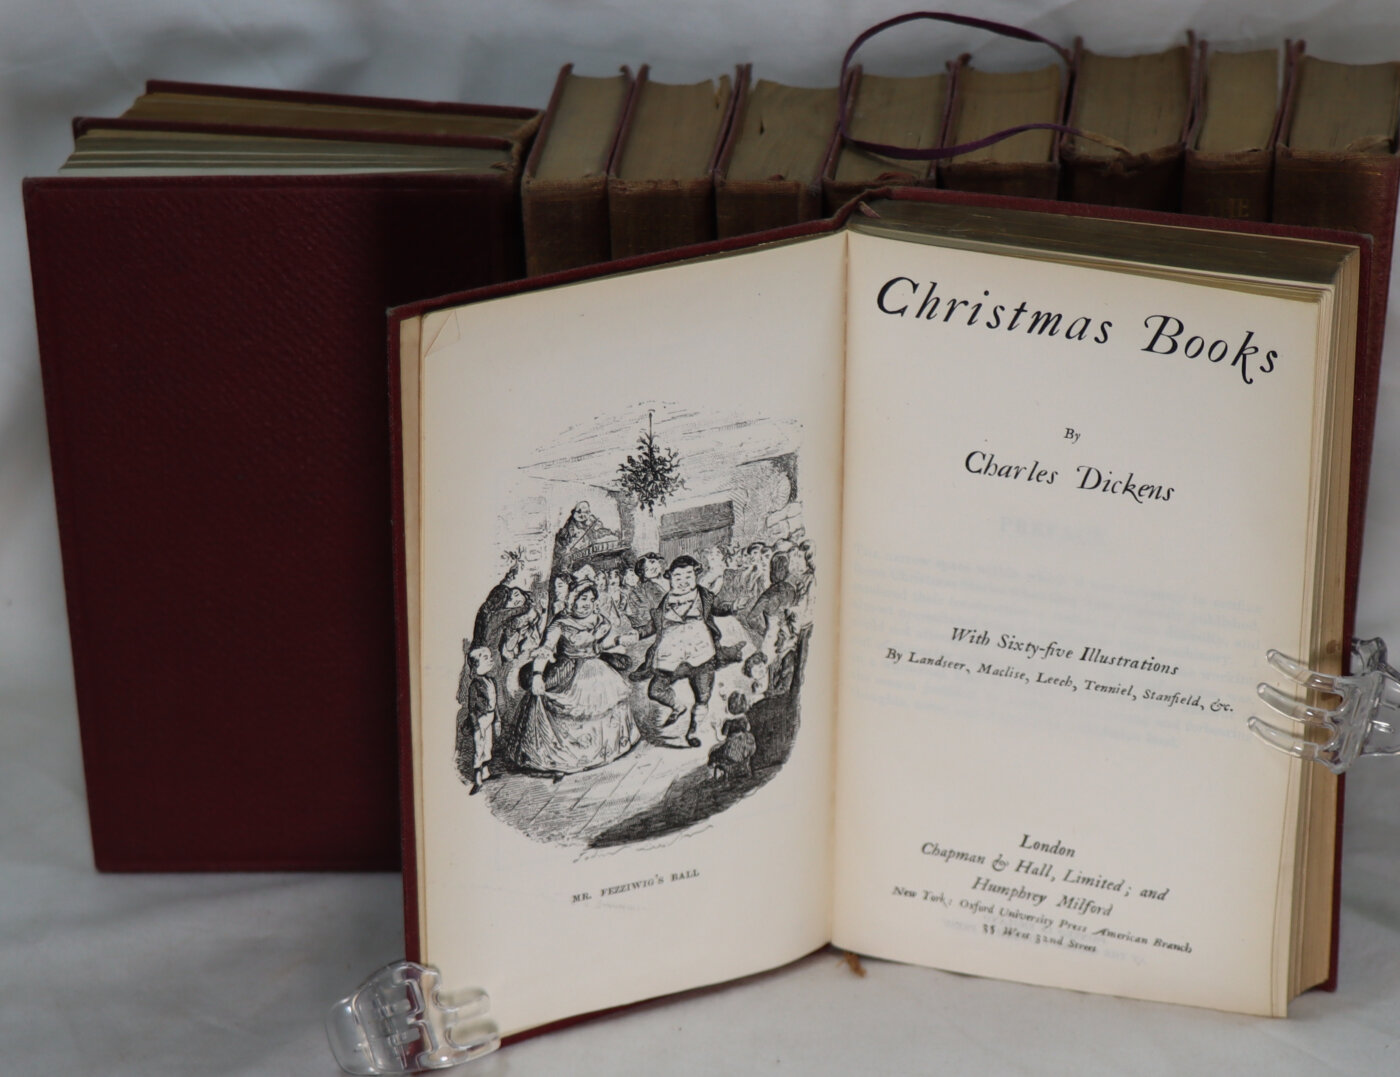 MR. FEZZIWIG'S BALL
Christmas Books
By
Charles Dickens
With Sixty-five Illustrations
By Landseer, Maclise, Leech, Tenniel, Stanfield, &c.
London
Chapman & Hall, Limited; and
Humphrey Milford
New York: Oxford University Press American Branch
35 West 32nd Street
THE